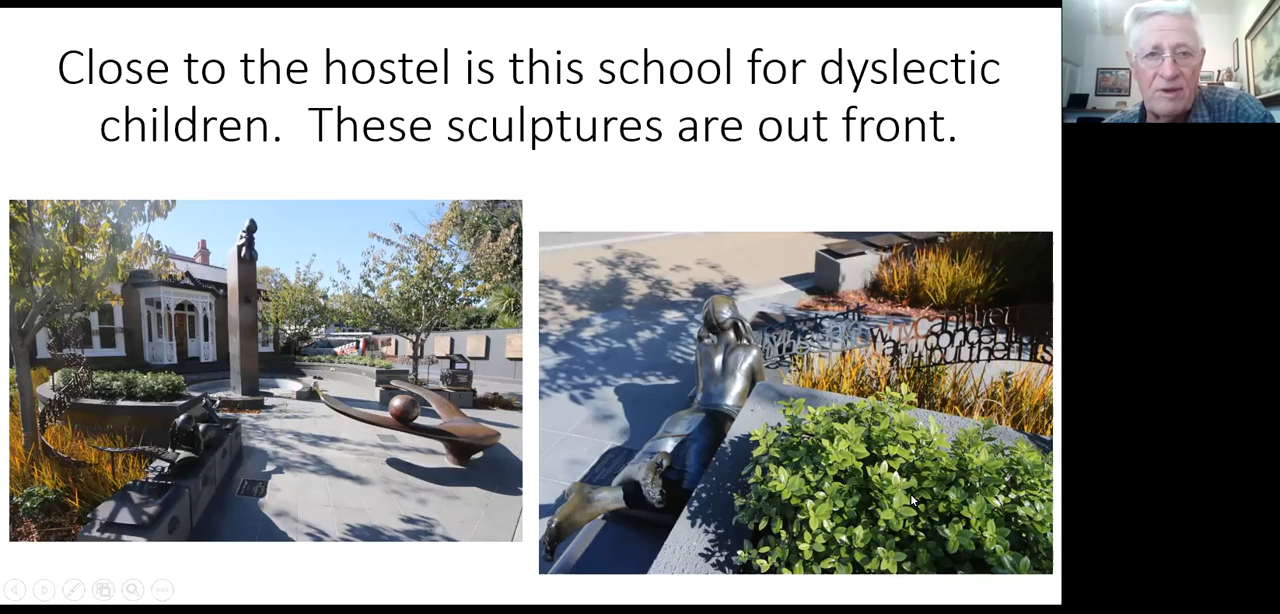 Close to the hostel is this school for dyslectic
children. These sculptures are out front.